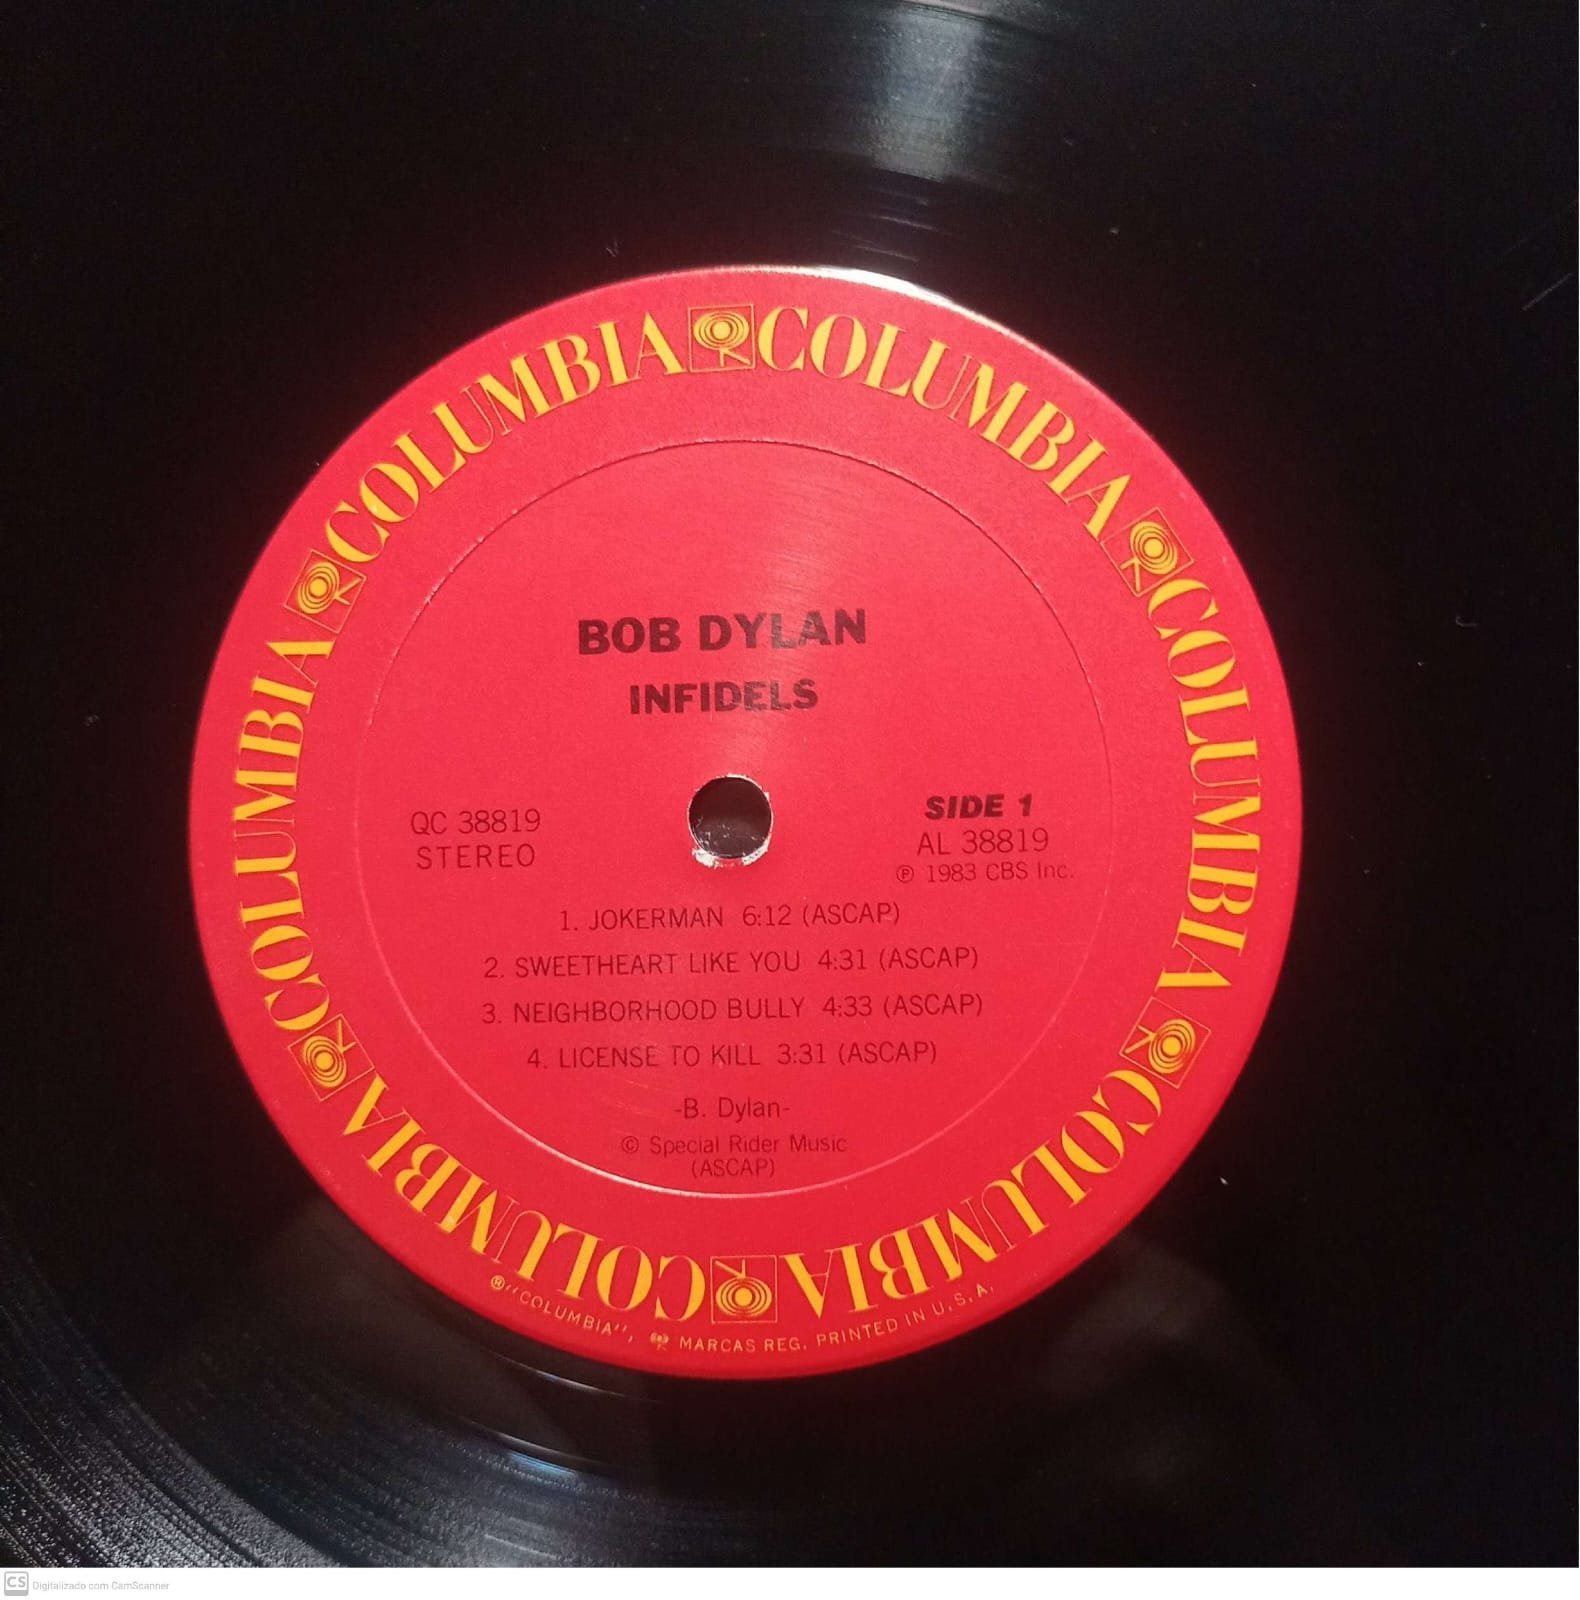 COLUMBIA COLUMBIA COLUMBIA COLUMBIA COLUMBIA COLUMBIA
BOB DYLAN
INFIDELS
QC 38819
STEREO
SIDE 1
AL 38819
℗ 1983 CBS Inc.
1. JOKERMAN 6:12 (ASCAP)
2. SWEETHEART LIKE YOU 4:31 (ASCAP)
3. NEIGHBORHOOD BULLY 4:33 (ASCAP)
4. LICENSE TO KILL 3:31 (ASCAP)
-B. Dylan-
© Special Rider Music
(ASCAP)
®"COLUMBIA", MARCAS REG. PRINTED IN U.S.A.
CS Digitalizado com CamScanner